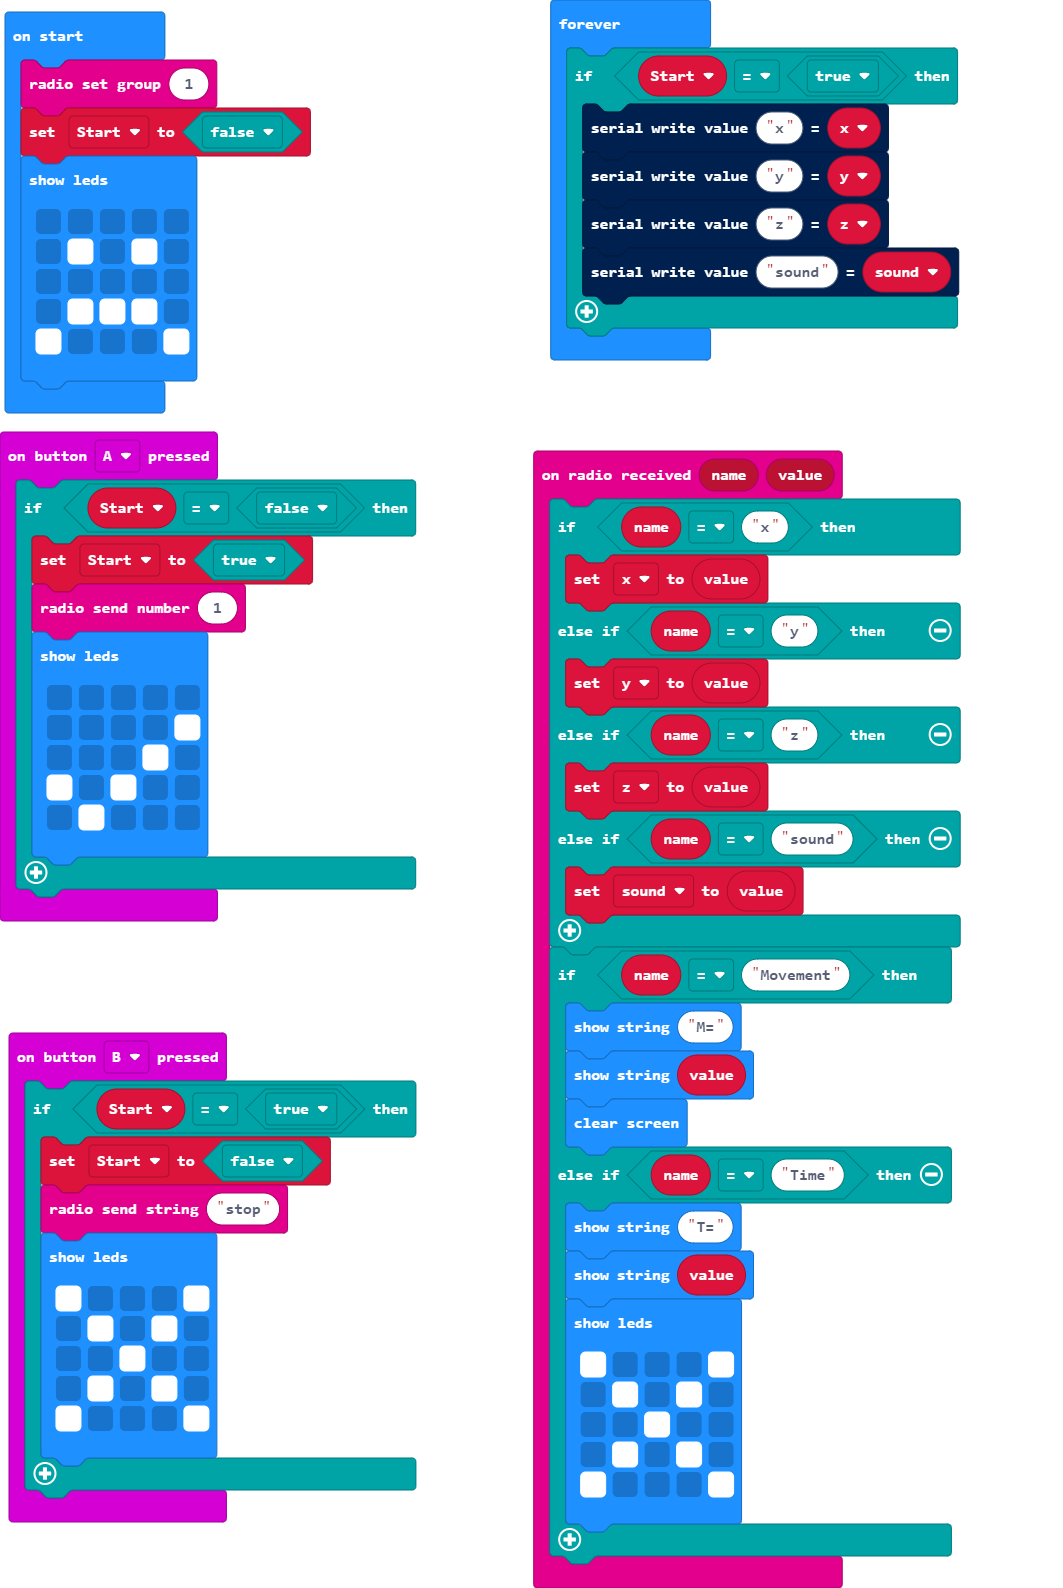 on start
radio set group 1
set Start to false
show leds
on button A pressed
if Start = false then
set Start to true
radio send number 1
show leds
on button B pressed
if Start = true then
set Start to false
radio send string "stop"
show leds
forever
if Start = true then
serial write value "x" = x
serial write value "y" = y
serial write value "z" = z
serial write value "sound" = sound
on radio received name value
if name = "x" then
set x to value
else if name = "y" then
set y to value
else if name = "z" then
set z to value
else if name = "sound" then
set sound to value
if name = "Movement" then
show string "M="
show string value
clear screen
else if name = "Time" then
show string "T="
show string value
show leds